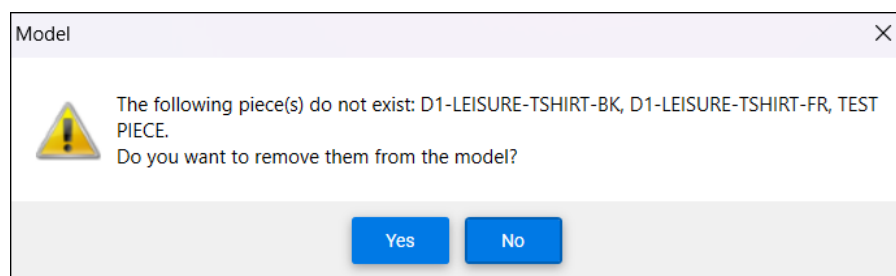 Model
The following piece(s) do not exist: D1-LEISURE-TSHIRT-BK, D1-LEISURE-TSHIRT-FR, TEST
PIECE.
Do you want to remove them from the model?
Yes No